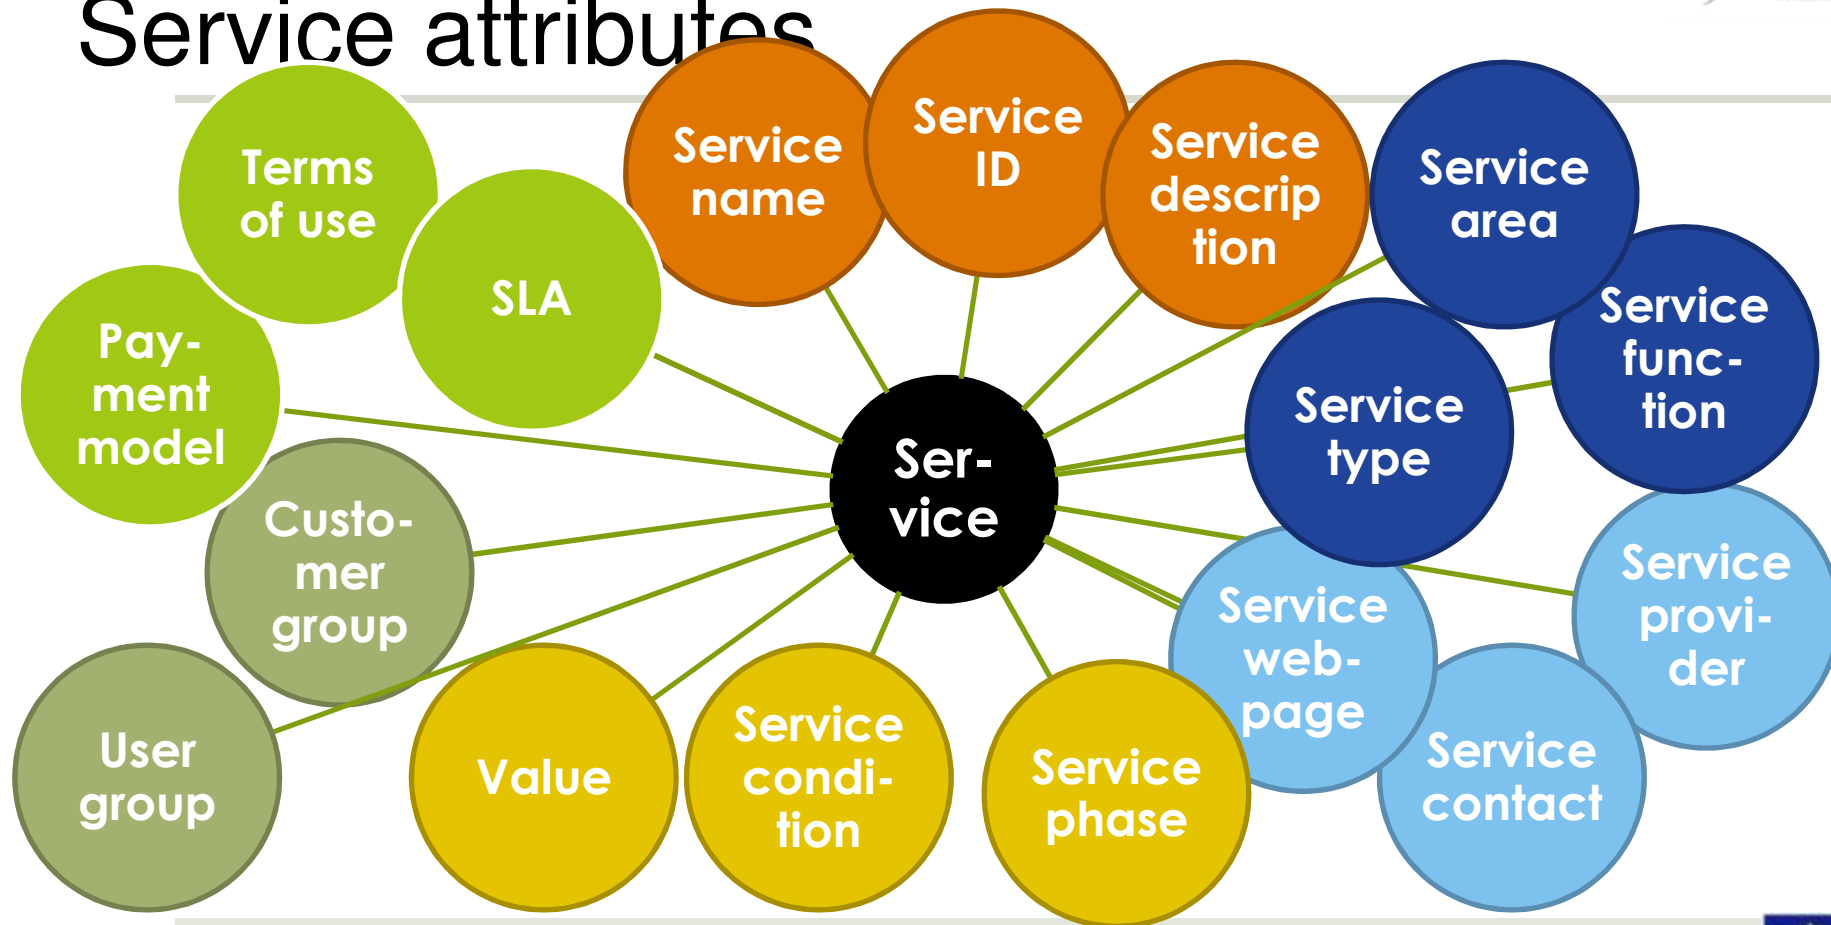 Service attributes
Terms
of use
SLA
Pay-
ment
model
Service
name
Service
ID
Service
descrip
tion
Service
area
Service
func-
tion
Service
type
Ser-
vice
Custo-
mer
group
User
group
Value
Service
condi-
tion
Service
phase
Service
web-
page
Service
contact
Service
provi-
der